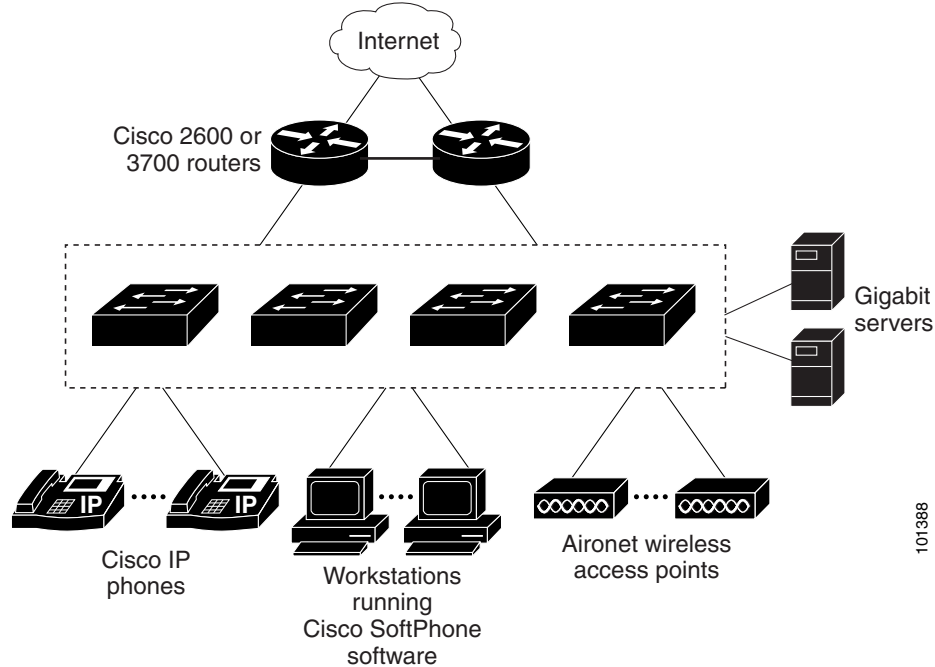 Internet
Cisco 2600 or
3700 routers
Gigabit
servers
IP
IP
Cisco IP
phones
Workstations
running
Cisco SoftPhone
software
Aironet wireless
access points
101388